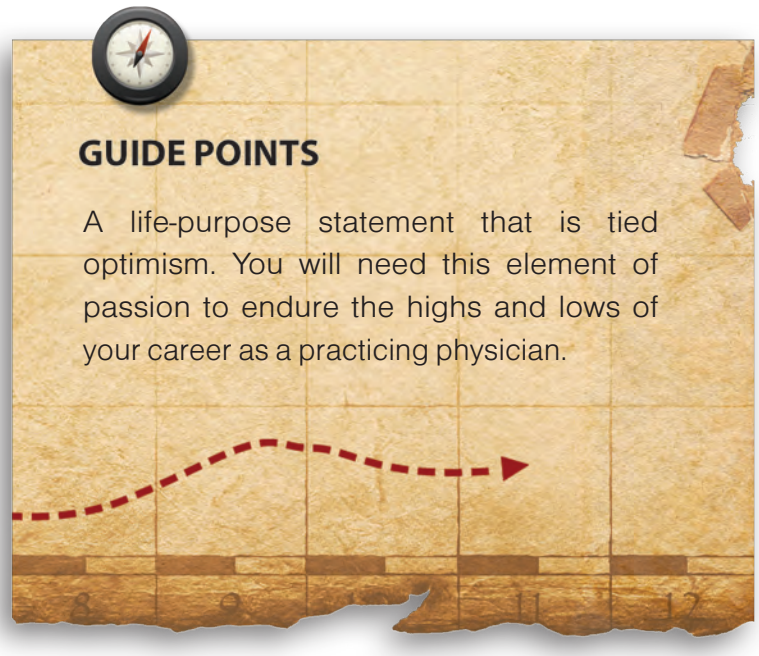 GUIDE POINTS
A life-purpose statement that is tied
optimism. You will need this element of
passion to endure the highs and lows of
your career as a practicing physician.
8 9 10 11 12